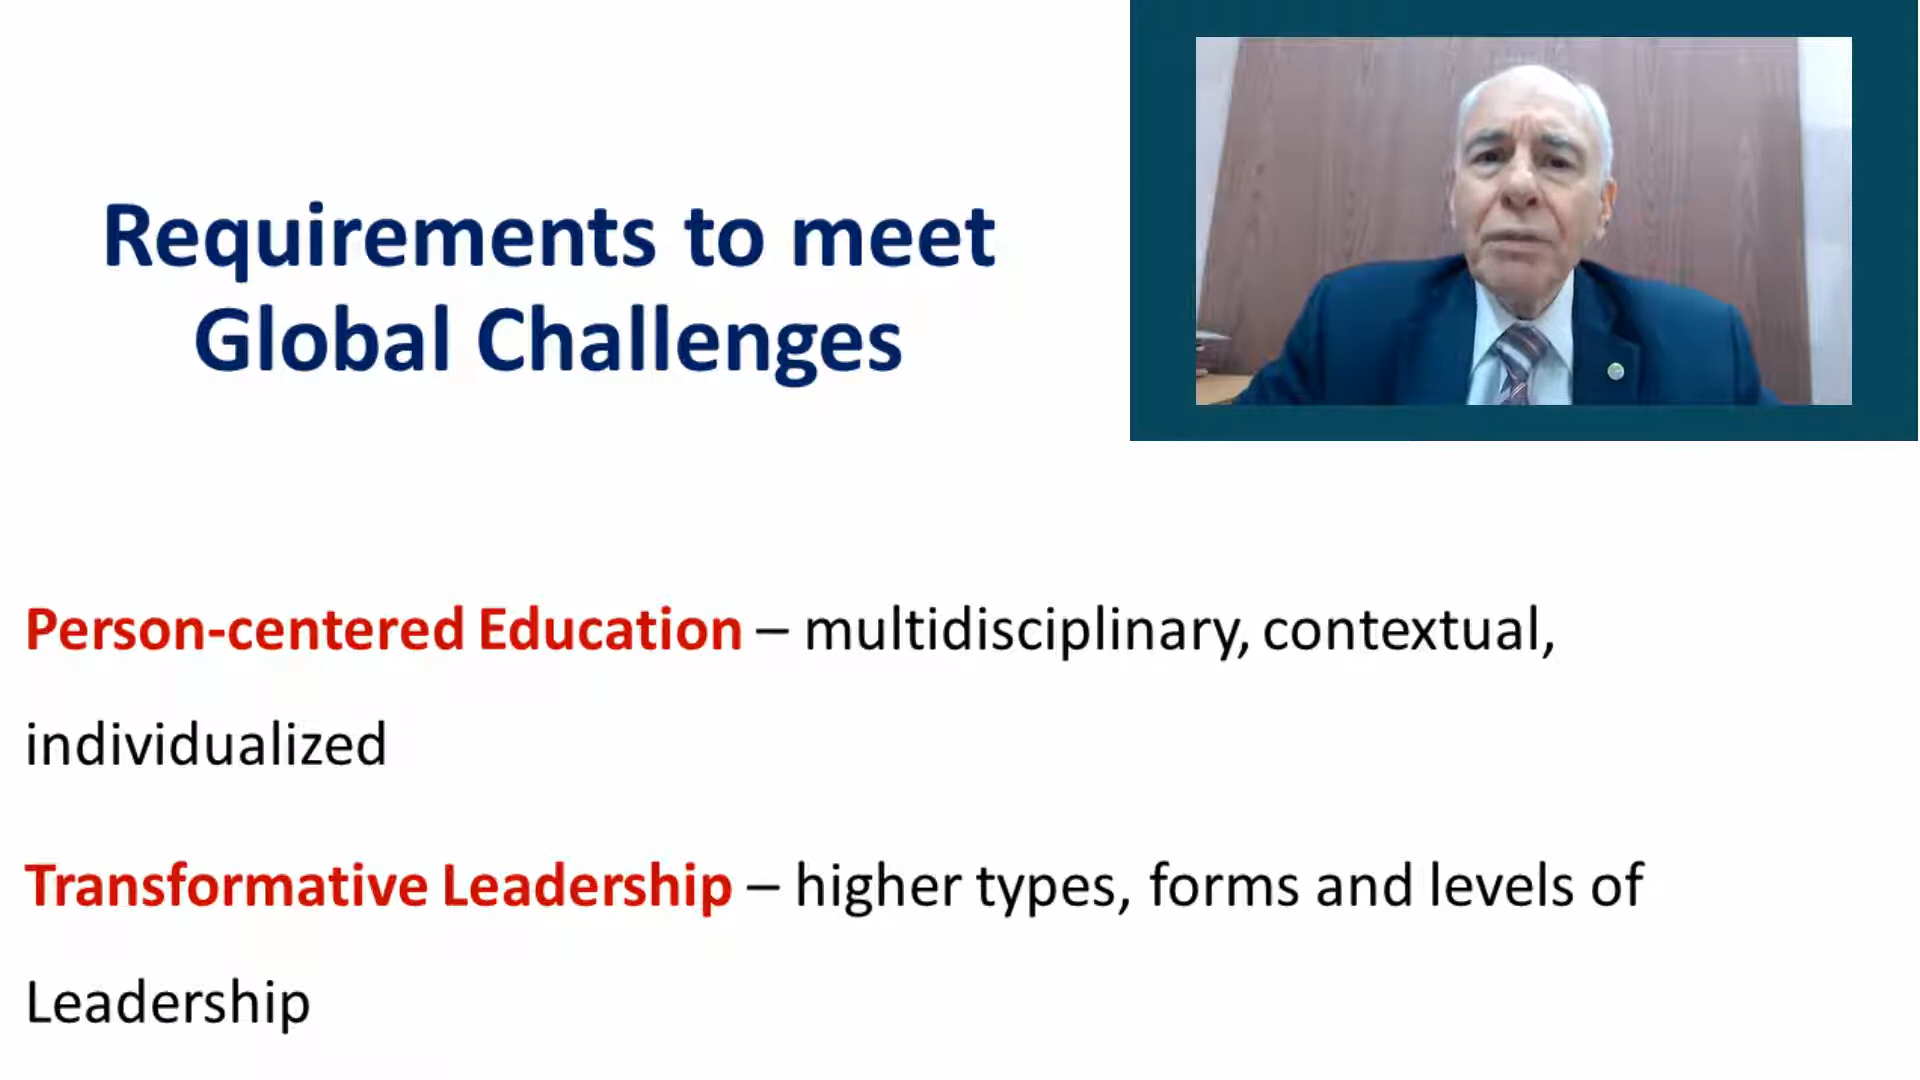 Requirements to meet
Global Challenges
Person-centered Education – multidisciplinary, contextual,
individualized
Transformative Leadership – higher types, forms and levels of
Leadership